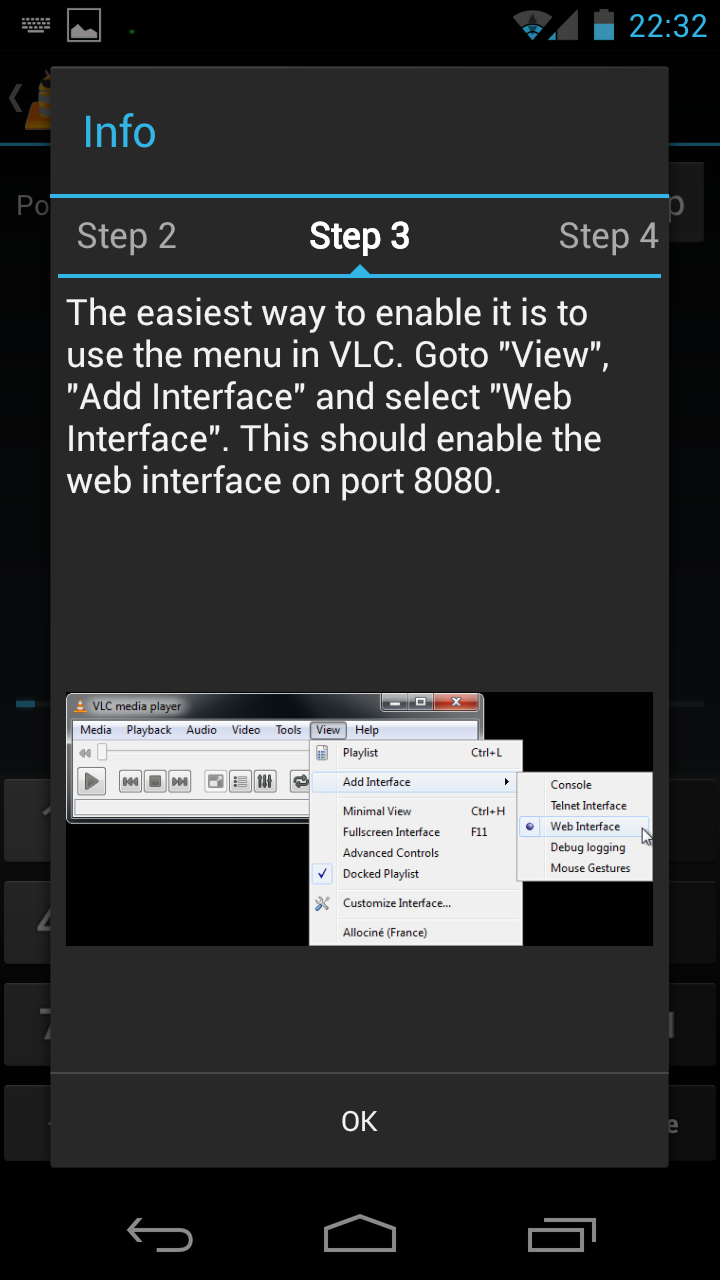 22:32
Info
Po
p
Step 2 Step 3 Step 4
The easiest way to enable it is to
use the menu in VLC. Goto "View",
"Add Interface" and select "Web
Interface". This should enable the
web interface on port 8080.
VLC media player
Media Playback Audio Video Tools View Help
Playlist Ctrl+L
Add Interface
Console
Telnet Interface
Web Interface
Debug logging
Mouse Gestures
Minimal View Ctrl+H
Fullscreen Interface F11
Advanced Controls
Docked Playlist
Customize Interface...
Allociné (France)
OK
e